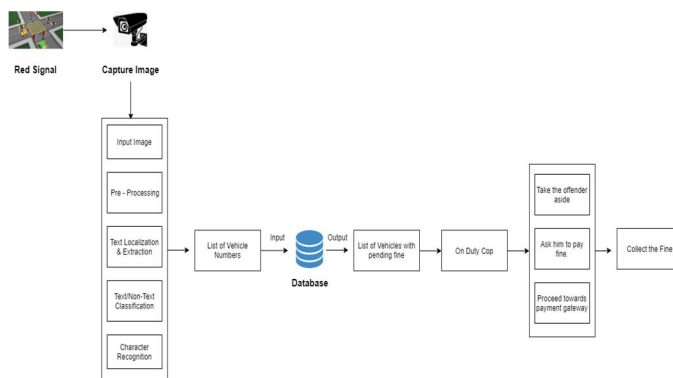 Red Signal
Capture Image
Input Image
Pre - Processing
Text Localization
& Extraction
Text/Non-Text
Classification
Character
Recognition
List of Vehicle
Numbers
Input
Database
Output
List of Vehicles with
pending fine
On Duty Cop
Take the offender
aside
Ask him to pay
fine.
Proceed towards
payment gateway
Collect the Fine